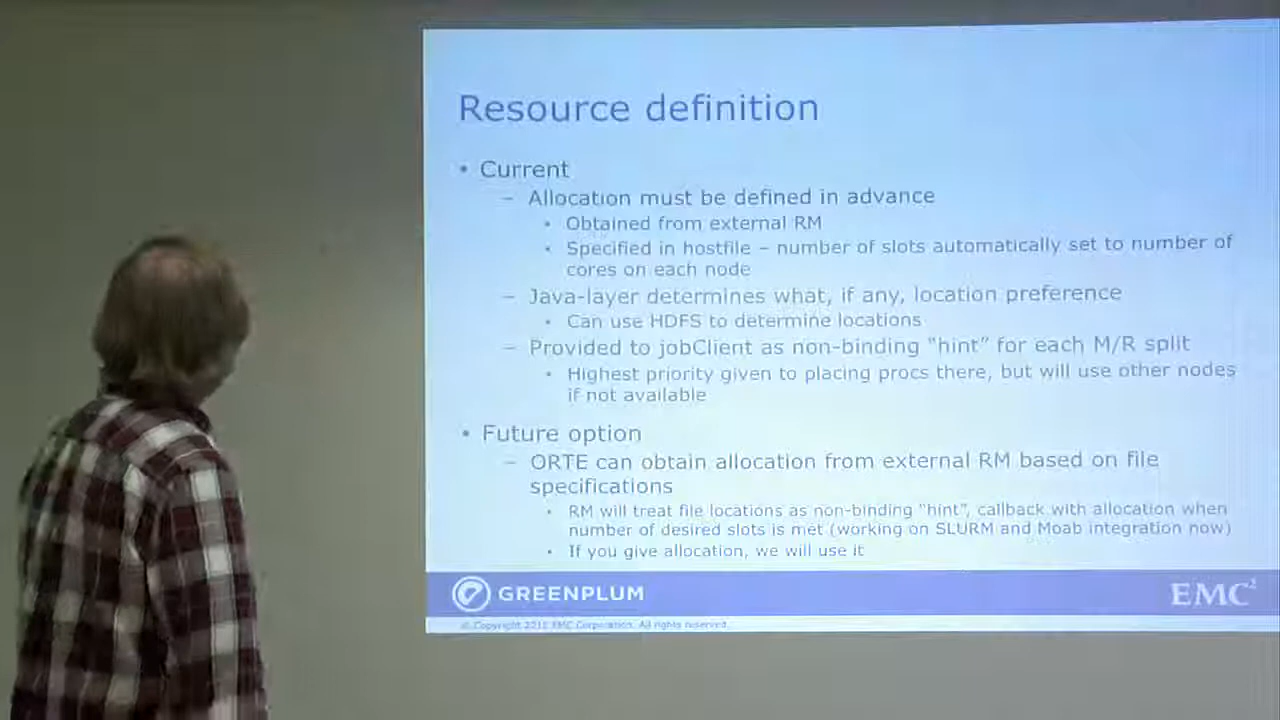 Resource definition
• Current
– Allocation must be defined in advance
• Obtained from external RM
• Specified in hostfile – number of slots automatically set to number of
cores on each node
– Java-layer determines what, if any, location preference
• Can use HDFS to determine locations
– Provided to jobClient as non-binding "hint" for each M/R split
• Highest priority given to placing procs there, but will use other nodes
if not available
• Future option
– ORTE can obtain allocation from external RM based on file
specifications
• RM will treat file locations as non-binding "hint", callback with allocation when
number of desired slots is met (working on SLURM and Moab integration now)
• If you give allocation, we will use it
GREENPLUM
EMC²
© Copyright EMC Corporation. All rights reserved.